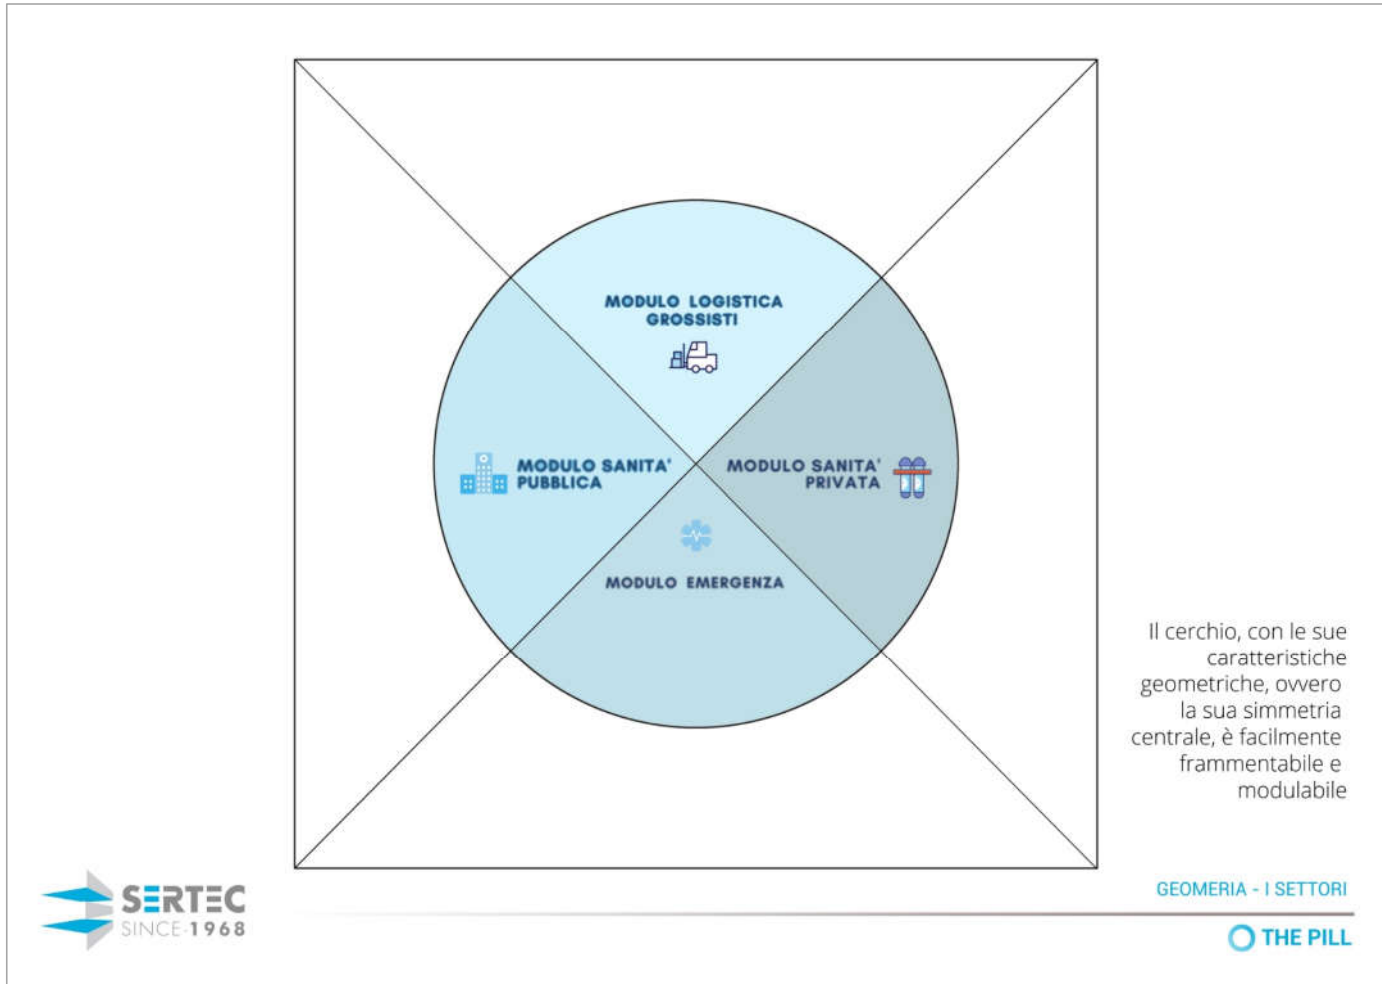 MODULO LOGISTICA
GROSSISTI
MODULO SANITA'
PUBBLICA
MODULO SANITA'
PRIVATA
MODULO EMERGENZA
Il cerchio, con le sue
caratteristiche
geometriche, ovvero
la sua simmetria
centrale, è facilmente
frammentabile e
modulabile
SERTEC
SINCE-1968
GEOMERIA - I SETTORI
THE PILL